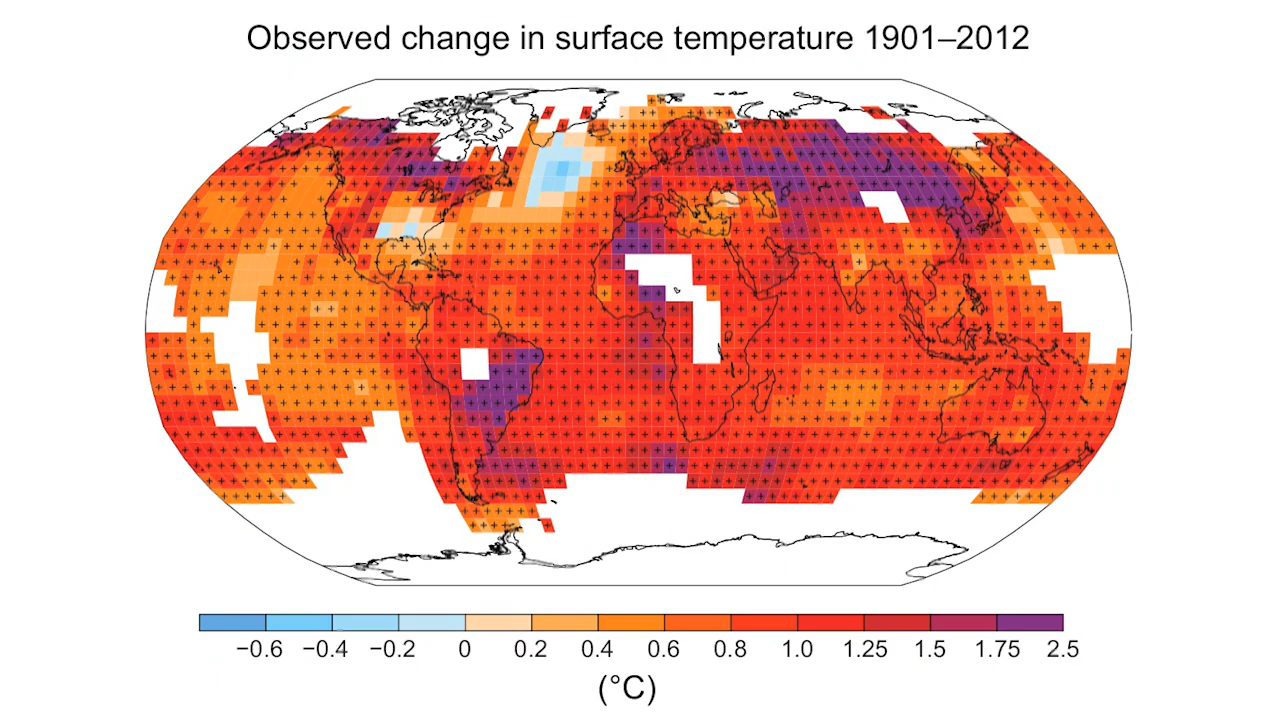 Observed change in surface temperature 1901–2012
−0.6 −0.4 −0.2 0 0.2 0.4 0.6 0.8 1.0 1.25 1.5 1.75 2.5
(°C)